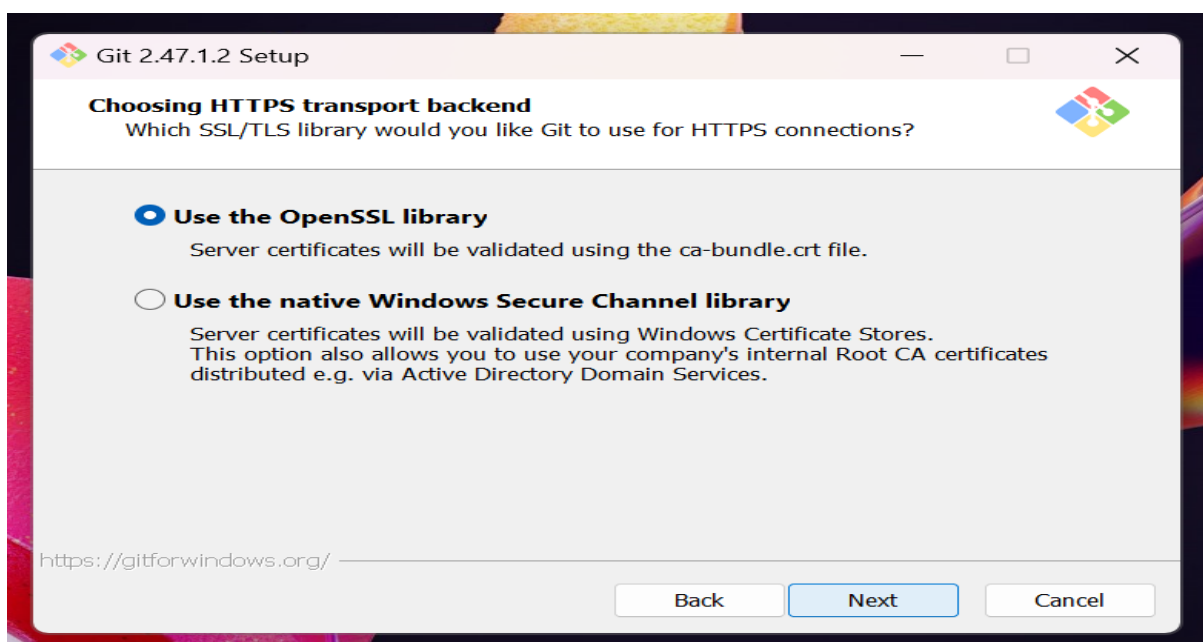 Git 2.47.1.2 Setup
Choosing HTTPS transport backend
Which SSL/TLS library would you like Git to use for HTTPS connections?
Use the OpenSSL library
Server certificates will be validated using the ca-bundle.crt file.
Use the native Windows Secure Channel library
Server certificates will be validated using Windows Certificate Stores.
This option also allows you to use your company's internal Root CA certificates
distributed e.g. via Active Directory Domain Services.
https://gitforwindows.org/
Back Next Cancel